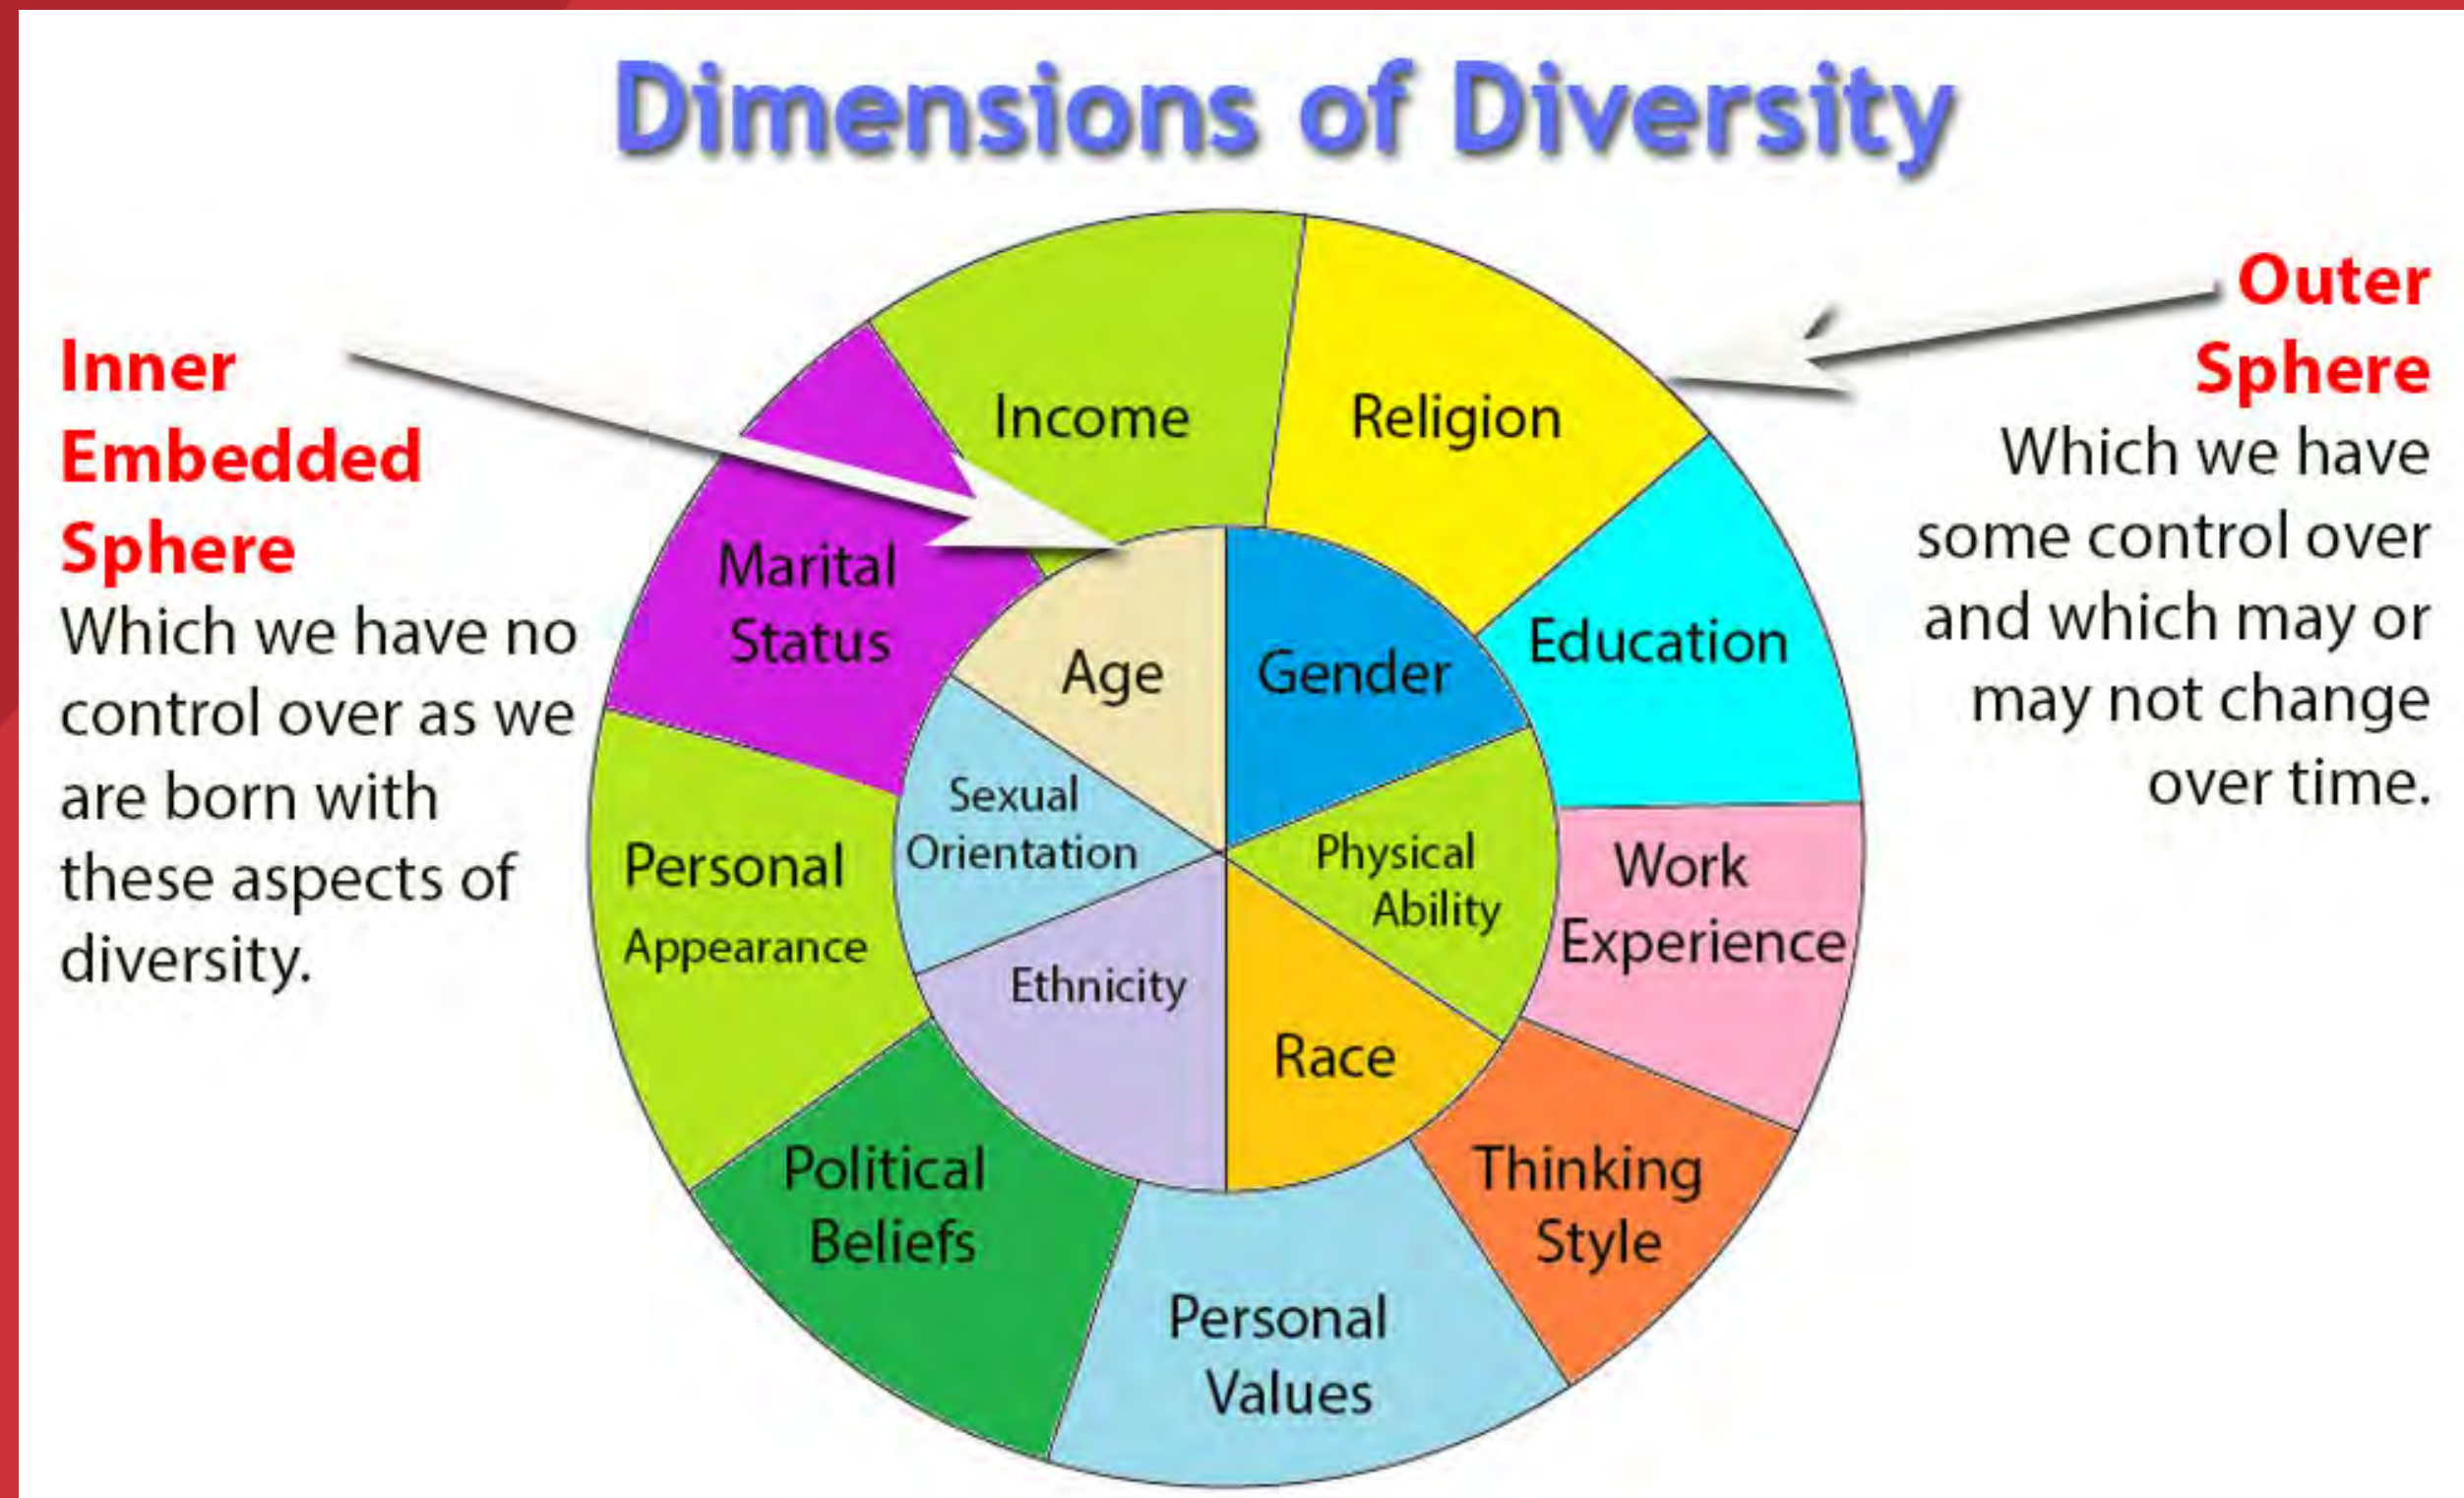 Dimensions of Diversity
Inner
Embedded
Sphere
Which we have no
control over as we
are born with
these aspects of
diversity.
Outer
Sphere
Which we have
some control over
and which may or
may not change
over time.
Income
Religion
Education
Work
Experience
Thinking
Style
Personal
Values
Political
Beliefs
Personal
Appearance
Marital
Status
Age
Gender
Physical
Ability
Race
Ethnicity
Sexual
Orientation